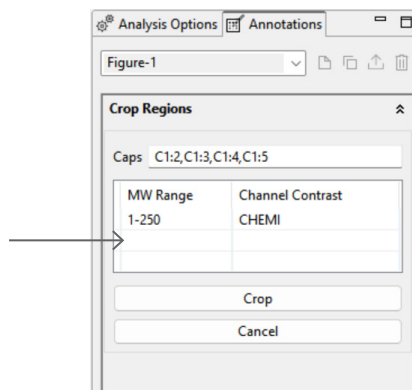 Analysis Options Annotations
Figure-1
Crop Regions
Caps C1:2,C1:3,C1:4,C1:5
MW Range Channel Contrast
1-250 CHEMI
Crop
Cancel